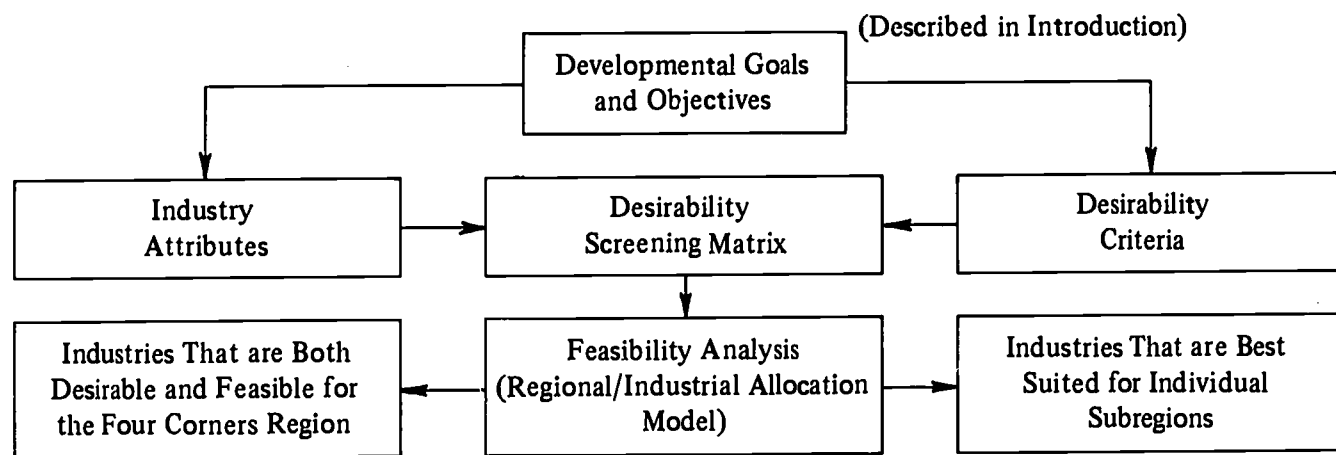 (Described in Introduction)
Developmental Goals
and Objectives
Industry
Attributes
Desirability
Screening Matrix
Desirability
Criteria
Industries That are Both
Desirable and Feasible for
the Four Corners Region
Feasibility Analysis
(Regional/Industrial Allocation
Model)
Industries That are Best
Suited for Individual
Subregions